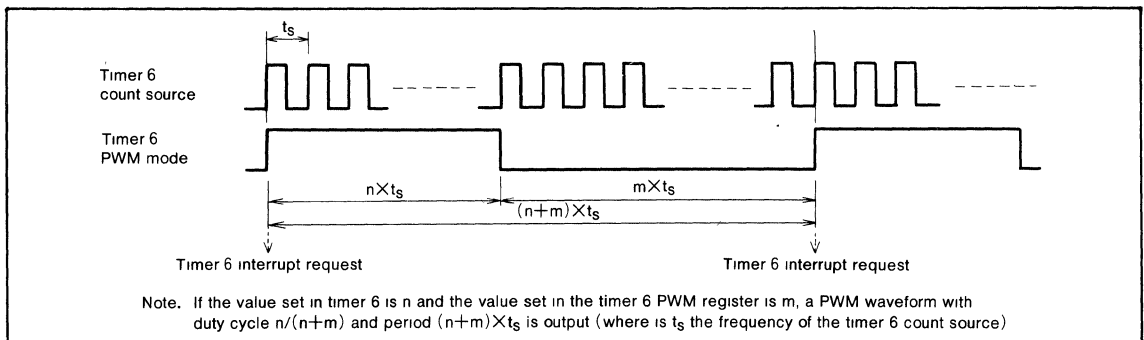 ts
Timer 6
count source
Timer 6
PWM mode
n×ts
m×ts
(n+m)×ts
Timer 6 interrupt request
Timer 6 interrupt request
Note. If the value set in timer 6 is n and the value set in the timer 6 PWM register is m, a PWM waveform with
duty cycle n/(n+m) and period (n+m)×ts is output (where is ts the frequency of the timer 6 count source)